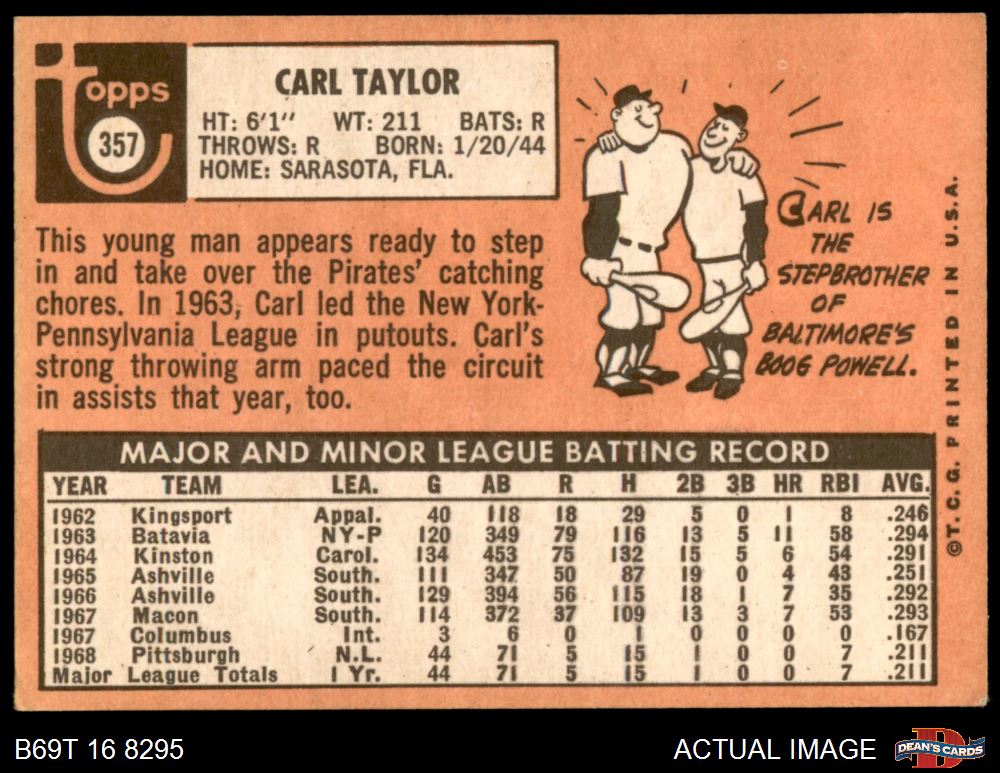 topps
357
CARL TAYLOR
HT: 6'1" WT: 211 BATS: R
THROWS: R BORN: 1/20/44
HOME: SARASOTA, FLA.
This young man appears ready to step
in and take over the Pirates' catching
chores. In 1963, Carl led the New York-
Pennsylvania League in putouts. Carl's
strong throwing arm paced the circuit
in assists that year, too.
CARL IS
THE
STEPBROTHER
OF
BALTIMORE'S
BOOG POWELL.
©T.C.G. PRINTED IN U.S.A.
MAJOR AND MINOR LEAGUE BATTING RECORD
YEAR TEAM LEA. G AB R H 2B 3B HR RBI AVG.
1962 Kingsport Appal. 40 118 18 29 5 0 1 8 .246
1963 Batavia NY-P 120 349 79 116 13 5 11 58 .294
1964 Kinston Carol. 134 453 75 132 15 5 6 54 .291
1965 Ashville South. 111 347 50 87 19 0 4 43 .251
1966 Ashville South. 129 394 56 115 18 1 7 35 .292
1967 Macon South. 114 372 37 109 13 3 7 53 .293
1967 Columbus Int. 3 6 0 1 0 0 0 0 .167
1968 Pittsburgh N.L. 44 71 5 15 1 0 0 7 .211
Major League Totals 1 Yr. 44 71 5 15 1 0 0 7 .211
B69T 16 8295
ACTUAL IMAGE
D
DEAN'S CARDS